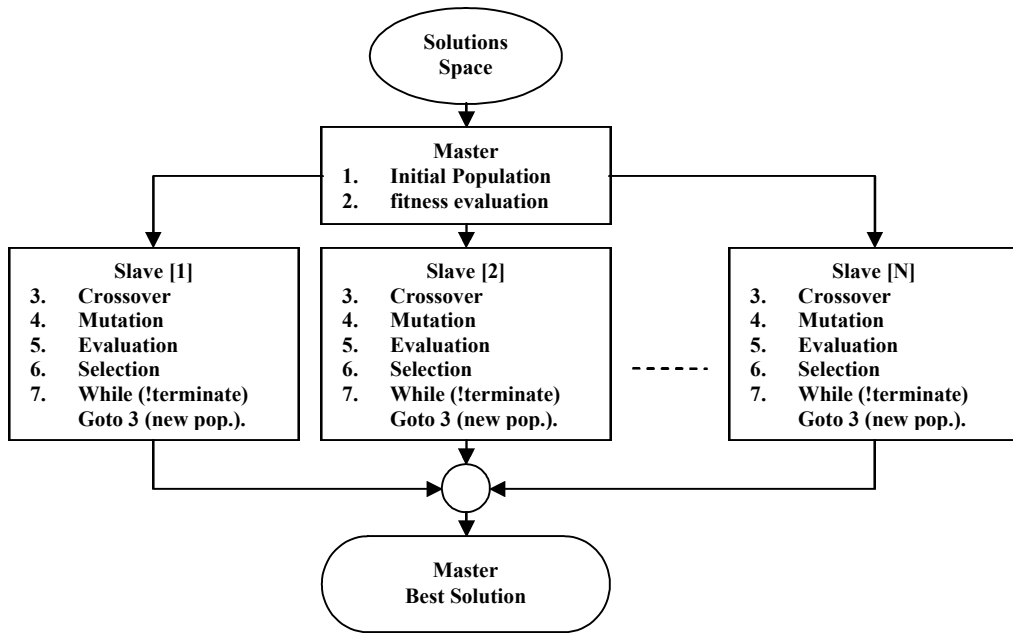 Solutions
Space
Master
1. Initial Population
2. fitness evaluation
Slave [1]
3. Crossover
4. Mutation
5. Evaluation
6. Selection
7. While (!terminate)
Goto 3 (new pop.).
Slave [2]
3. Crossover
4. Mutation
5. Evaluation
6. Selection
7. While (!terminate)
Goto 3 (new pop.).
Slave [N]
3. Crossover
4. Mutation
5. Evaluation
6. Selection
7. While (!terminate)
Goto 3 (new pop.).
Master
Best Solution